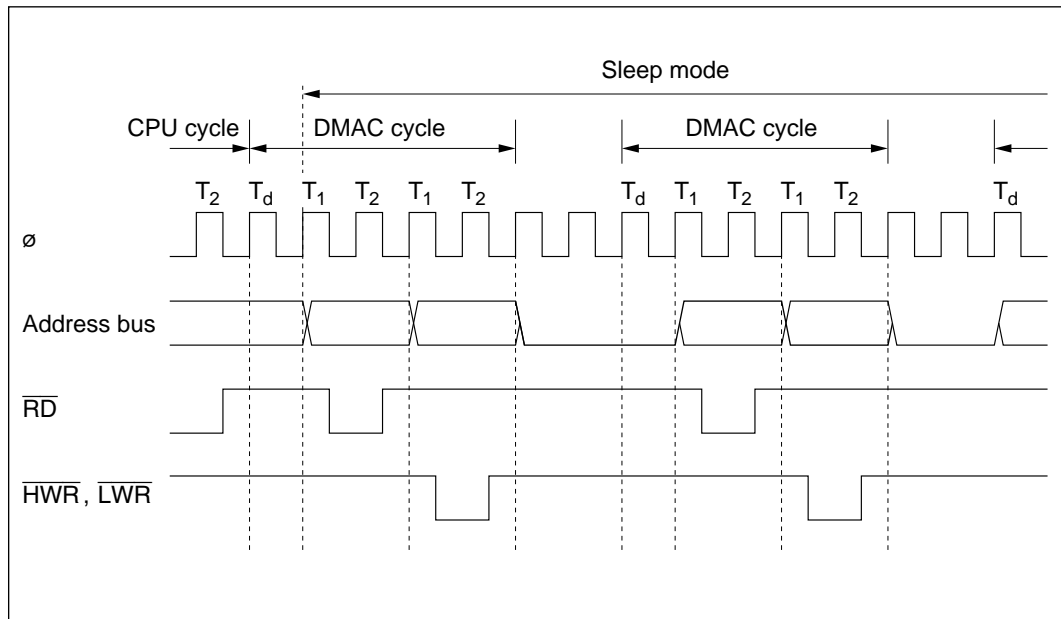 Sleep mode
CPU cycle DMAC cycle DMAC cycle
T2 Td T1 T2 T1 T2 Td T1 T2 T1 T2 Td
ø
Address bus
RD
HWR, LWR